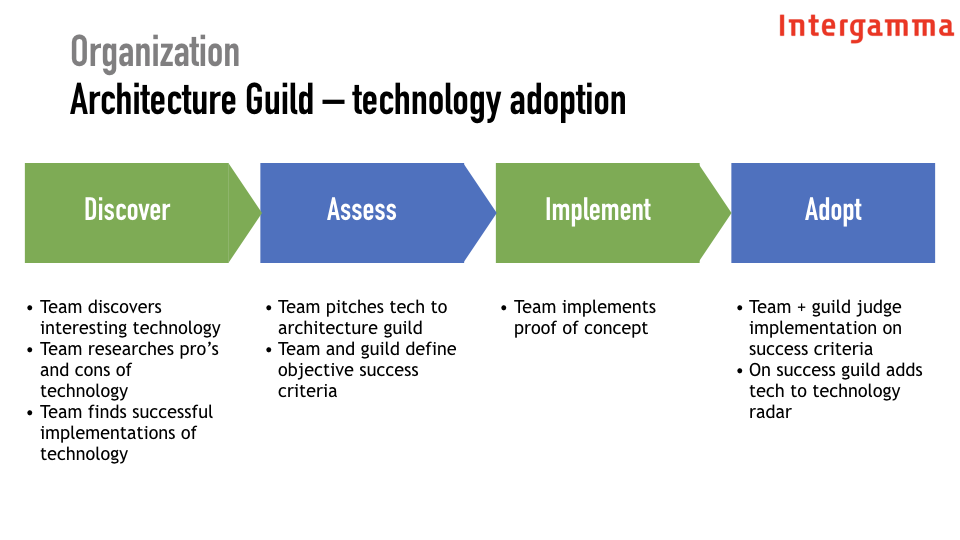 Intergamma
Organization
Architecture Guild – technology adoption
Discover
Assess
Implement
Adopt
• Team discovers
interesting technology
• Team researches pro’s
and cons of
technology
• Team finds successful
implementations of
technology
• Team pitches tech to
architecture guild
• Team and guild define
objective success
criteria
• Team implements
proof of concept
• Team + guild judge
implementation on
success criteria
• On success guild adds
tech to technology
radar